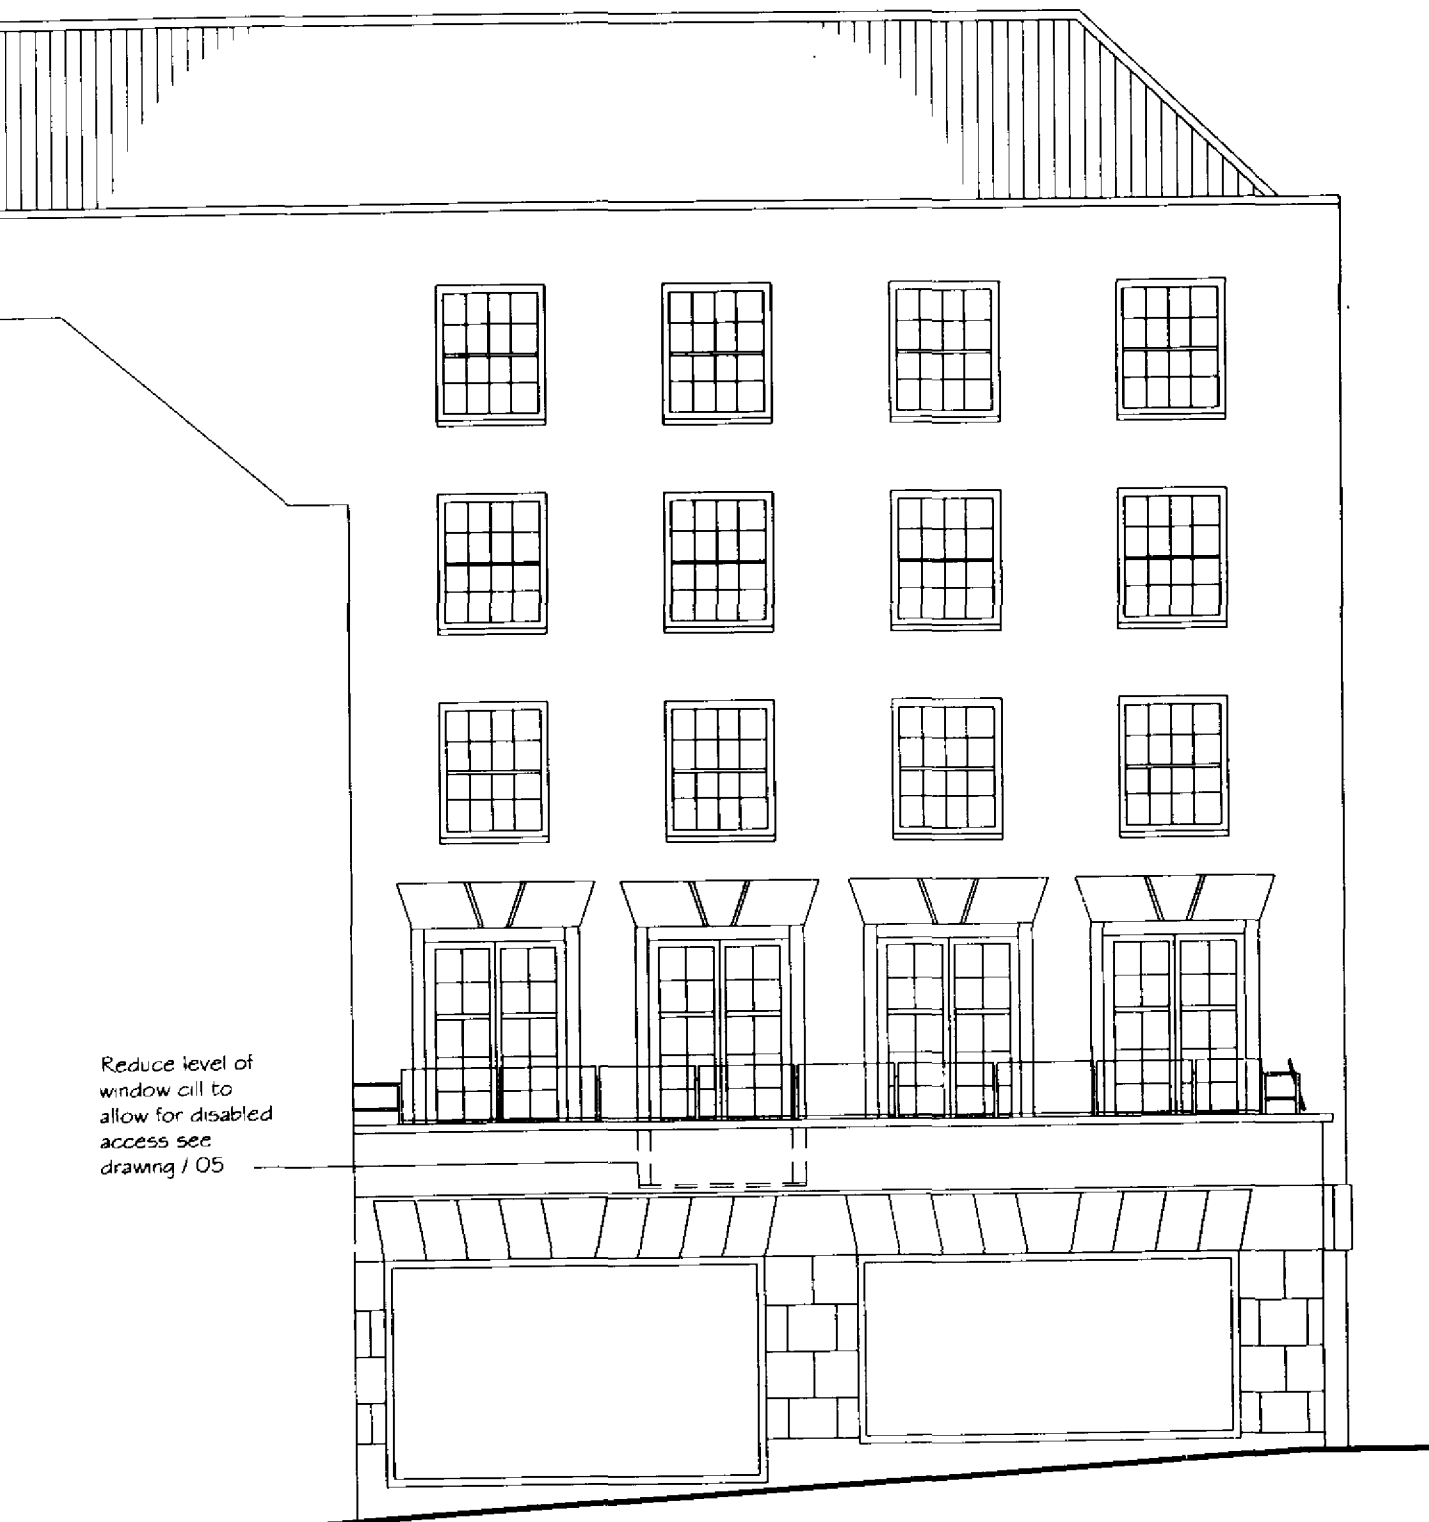 Reduce level of
window cill to
allow for disabled
access see
drawing / 05